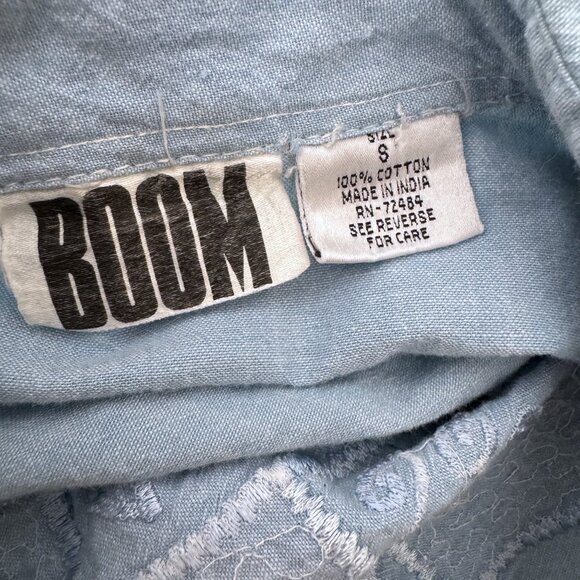 BOOM
SIZE
S
100% COTTON
MADE IN INDIA
RN-72484
SEE REVERSE
FOR CARE